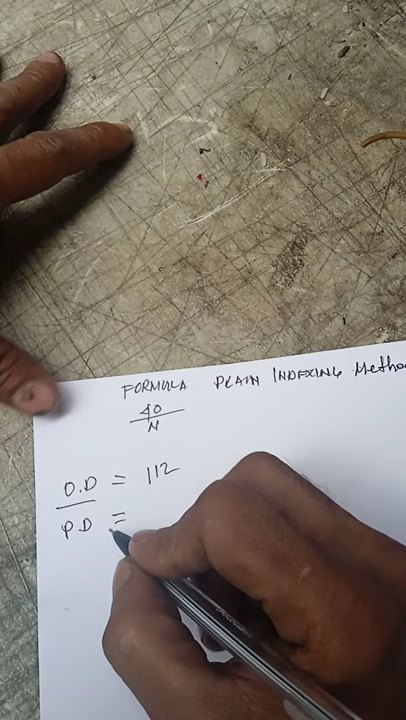 FORMULA PLAIN INDEXING Metho
40
N
O.D = 112
P.D =